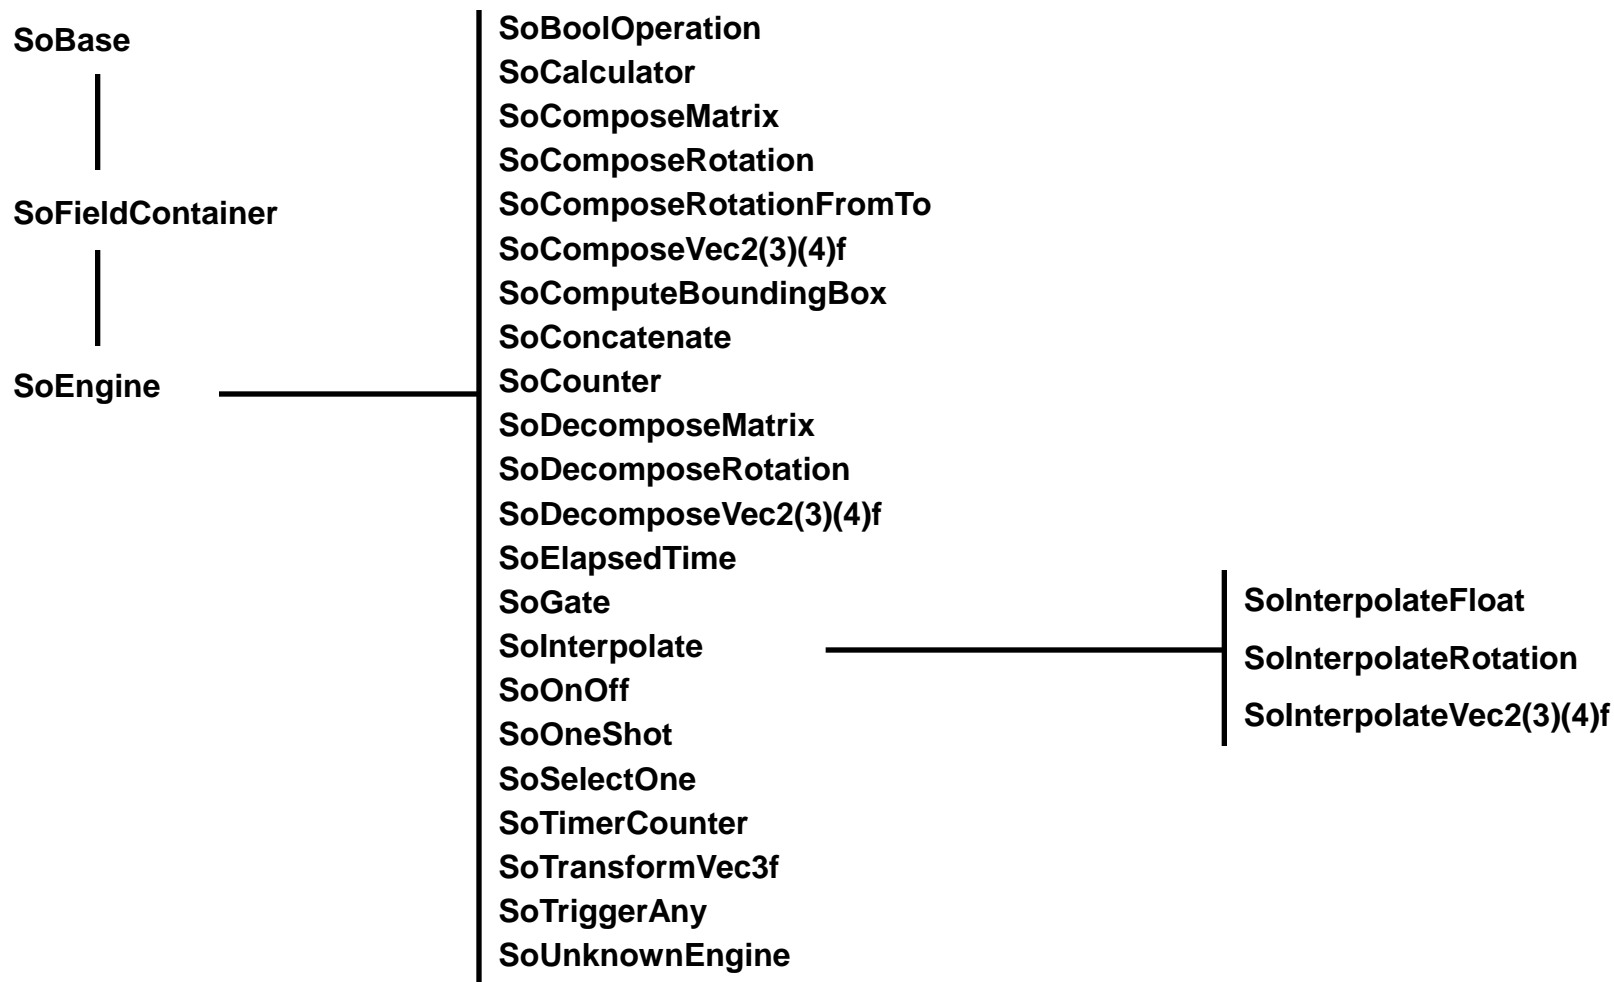 SoBase
SoFieldContainer
SoEngine
SoBoolOperation
SoCalculator
SoComposeMatrix
SoComposeRotation
SoComposeRotationFromTo
SoComposeVec2(3)(4)f
SoComputeBoundingBox
SoConcatenate
SoCounter
SoDecomposeMatrix
SoDecomposeRotation
SoDecomposeVec2(3)(4)f
SoElapsedTime
SoGate
SoInterpolate
SoOnOff
SoOneShot
SoSelectOne
SoTimerCounter
SoTransformVec3f
SoTriggerAny
SoUnknownEngine
SoInterpolateFloat
SoInterpolateRotation
SoInterpolateVec2(3)(4)f